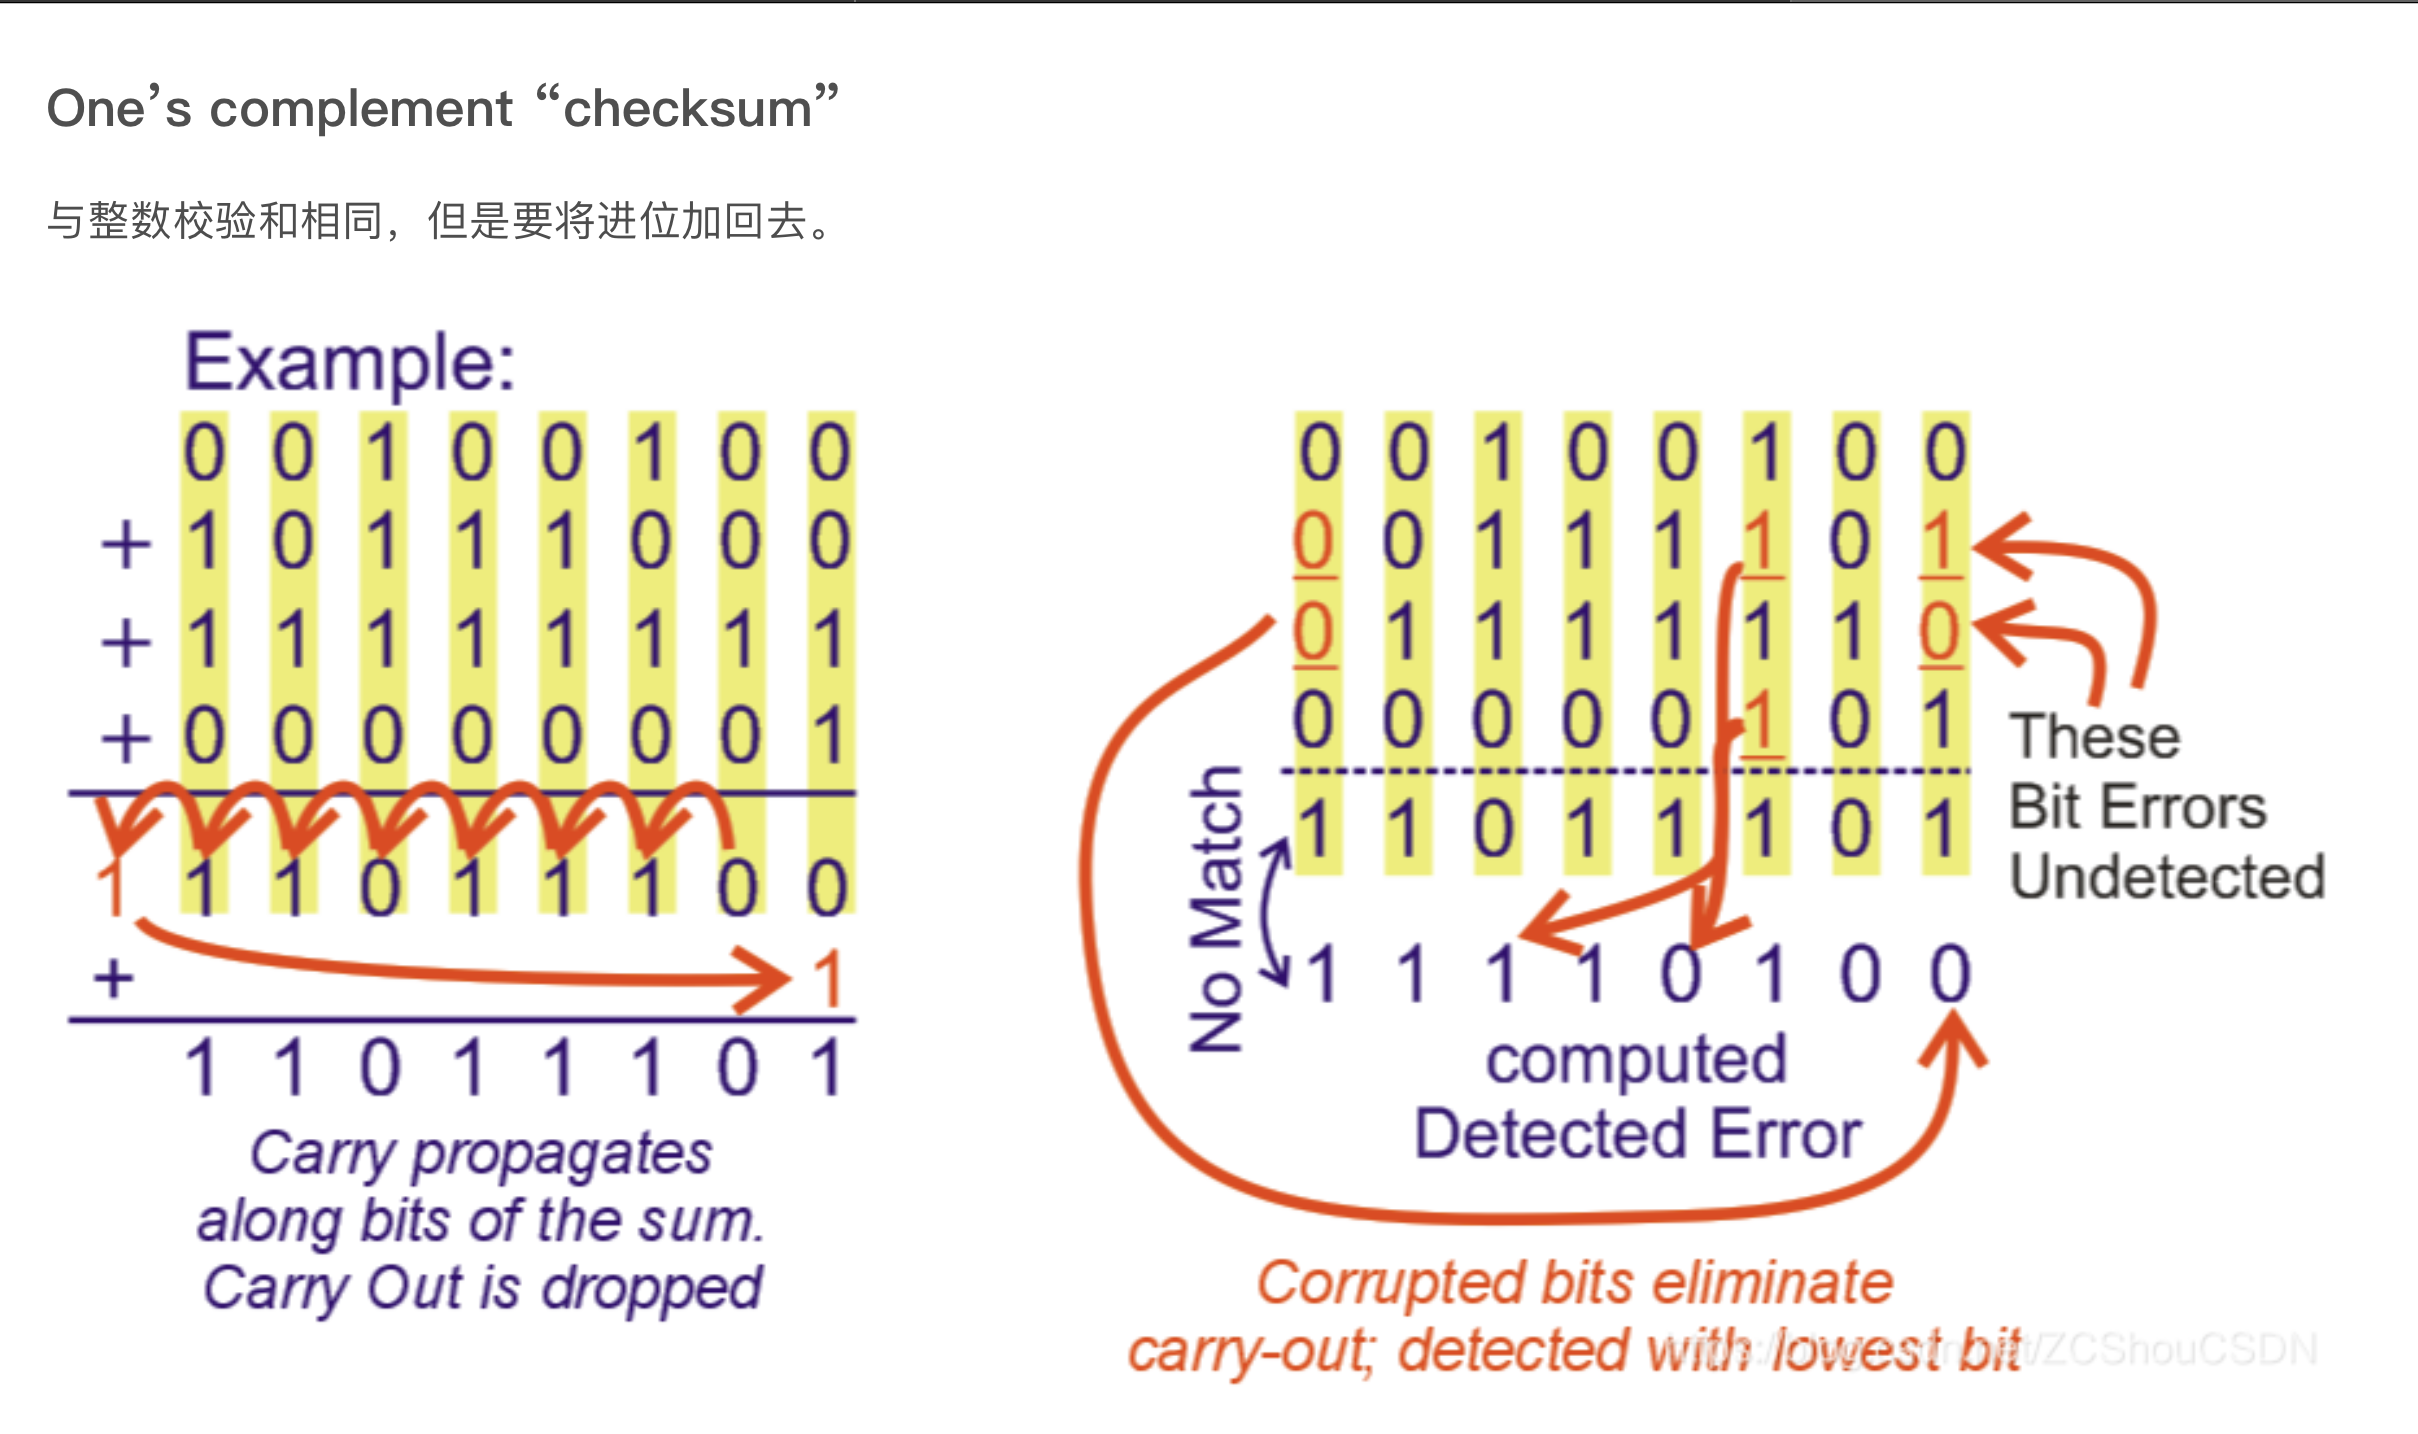 One’s complement “checksum”
与整数校验和相同，但是要将进位加回去。
Example:
0 0 1 0 0 1 0 0
+ 1 0 1 1 1 0 0 0
+ 1 1 1 1 1 1 1 1
+ 0 0 0 0 0 0 0 1
1 1 1 0 1 1 1 0 0
+ 1
1 1 0 1 1 1 0 1
Carry propagates
along bits of the sum.
Carry Out is dropped
0 0 1 0 0 1 0 0
0 0 1 1 1 1 0 1
0 1 1 1 1 1 1 0
0 0 0 0 0 1 0 1
1 1 0 1 1 1 0 1
No Match
1 1 1 1 0 1 0 0
computed
Detected Error
These
Bit Errors
Undetected
Corrupted bits eliminate
carry-out; detected with lowest bit